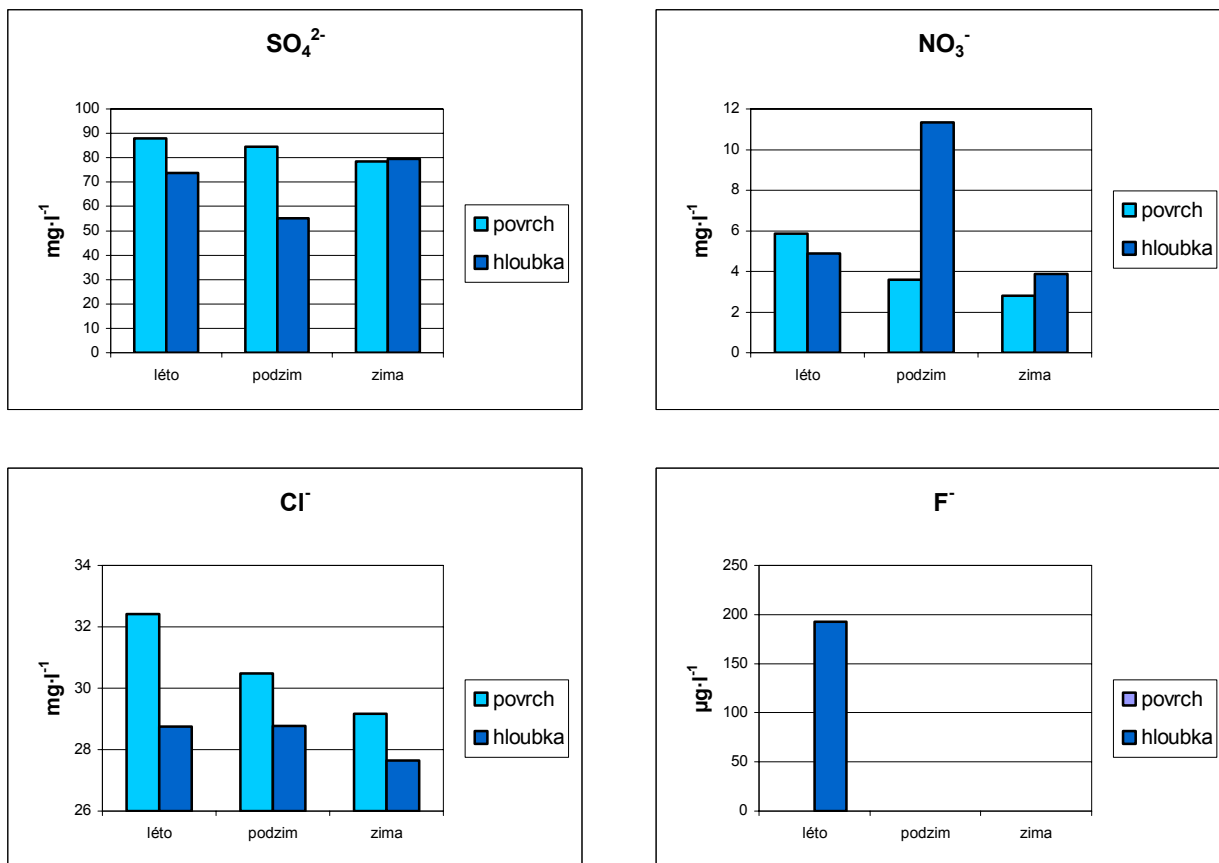 SO₄²⁻
mg·l⁻¹
100
90
80
70
60
50
40
30
20
10
0
léto podzim zima
povrch
hloubka
NO₃⁻
mg·l⁻¹
12
10
8
6
4
2
0
léto podzim zima
povrch
hloubka
Cl⁻
mg·l⁻¹
34
32
30
28
26
léto podzim zima
povrch
hloubka
F⁻
µg·l⁻¹
250
200
150
100
50
0
léto podzim zima
povrch
hloubka